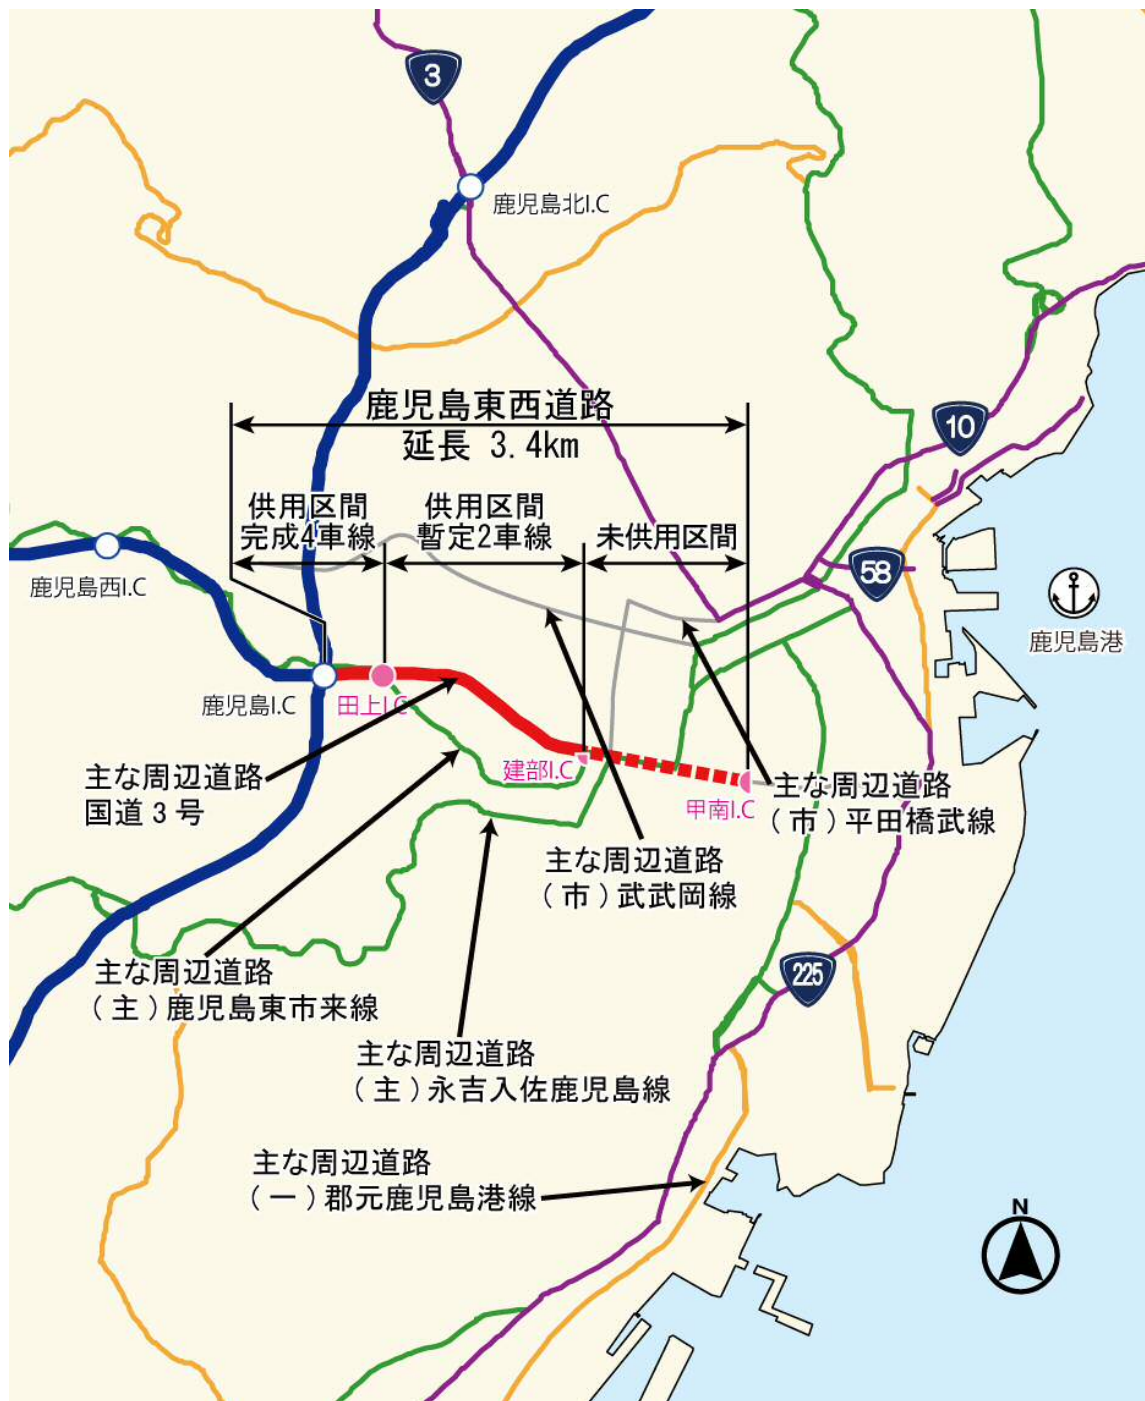 3
鹿児島北I.C
鹿児島東西道路
延長 3.4km
10
供用区間
完成4車線
供用区間
暫定2車線
未供用区間
58
鹿児島西I.C
鹿児島港
鹿児島I.C
田上I.C
建部I.C
甲南I.C
主な周辺道路
国道3号
主な周辺道路
(市)平田橋武線
主な周辺道路
(市)武武岡線
主な周辺道路
(主)鹿児島東市来線
225
主な周辺道路
(主)永吉入佐鹿児島線
主な周辺道路
(一)郡元鹿児島港線
N